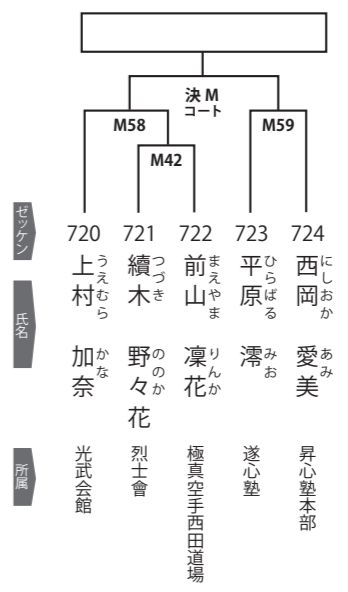 決 M
コート
M58
M59
M42
ゼッケン
720
721
722
723
724
氏名
上村 加奈
うえむら かな
續木 野々花
つづき ののか
前山 凜花
まえやま りんか
平原 澪
ひらばる みお
西岡 愛美
にしおか あみ
所属
光武会館
烈士會
極真空手西田道場
遂心塾
昇心塾本部